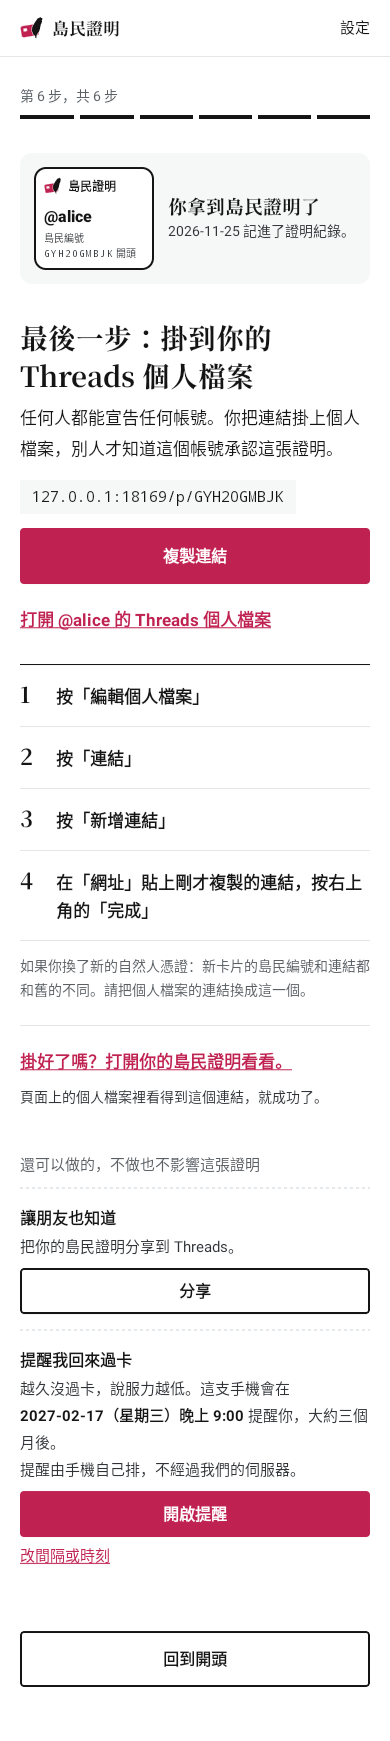 島民證明
設定
第 6 步，共 6 步
島民證明
@alice
島民編號
GYH20GMBJK 開頭
你拿到島民證明了
2026-11-25 記進了證明紀錄。
最後一步：掛到你的
Threads 個人檔案
任何人都能宣告任何帳號。你把連結掛上個人
檔案，別人才知道這個帳號承認這張證明。
127.0.0.1:18169/p/GYH20GMBJK
複製連結
打開 @alice 的 Threads 個人檔案
1 按「編輯個人檔案」
2 按「連結」
3 按「新增連結」
4 在「網址」貼上剛才複製的連結，按右上
角的「完成」
如果你換了新的自然人憑證：新卡片的島民編號和連結都
和舊的不同。請把個人檔案的連結換成這一個。
掛好了嗎？打開你的島民證明看看。
頁面上的個人檔案裡看得到這個連結，就成功了。
還可以做的，不做也不影響這張證明
讓朋友也知道
把你的島民證明分享到 Threads。
分享
提醒我回來過卡
越久沒過卡，說服力越低。這支手機會在
2027-02-17（星期三）晚上 9:00 提醒你，大約三個
月後。
提醒由手機自己排，不經過我們的伺服器。
開啟提醒
改間隔或時刻
回到開頭